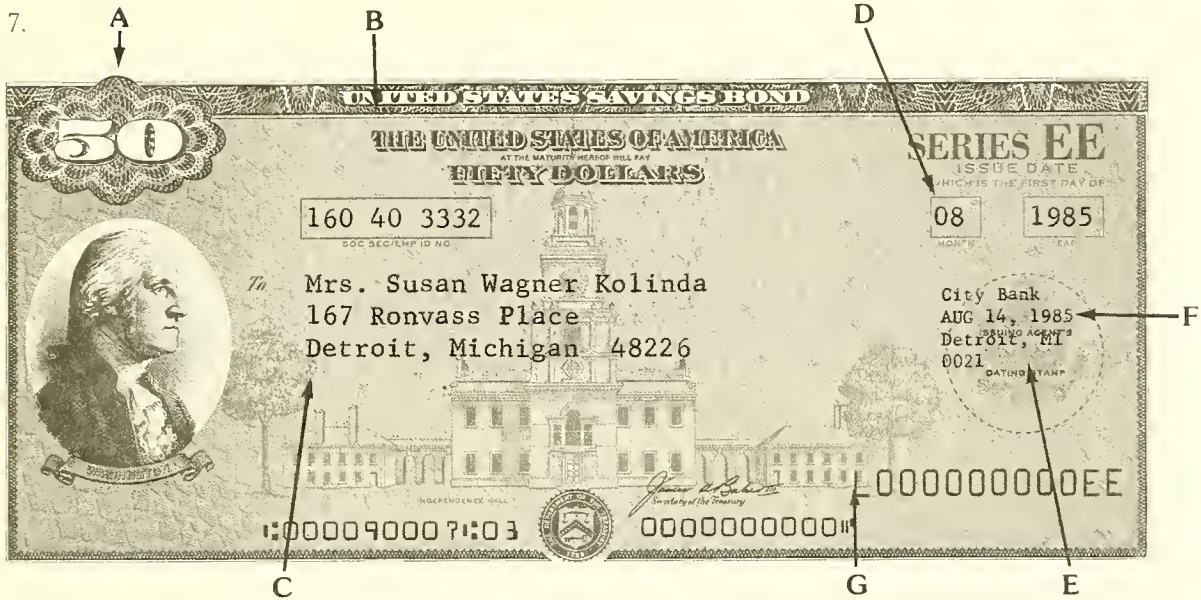 7.
A
B
D
UNITED STATES SAVINGS BOND
50
THE UNITED STATES OF AMERICA
AT THE MATURITY HEREOF WILL PAY
FIFTY DOLLARS
SERIES EE
ISSUE DATE
WHICH IS THE FIRST DAY OF
160 40 3332
SOC SEC/EMP ID NO
08 1985
MONTH YEAR
To Mrs. Susan Wagner Kolinda
167 Ronvass Place
Detroit, Michigan 48226
City Bank
AUG 14, 1985
F
ISSUING AGENT'S
Detroit, MI
0021
DATING STAMP
WASHINGTON
INDEPENDENCE HALL
James A Baker III
Secretary of the Treasury
L000000000EE
000090007 03
0000000000
C
G
E